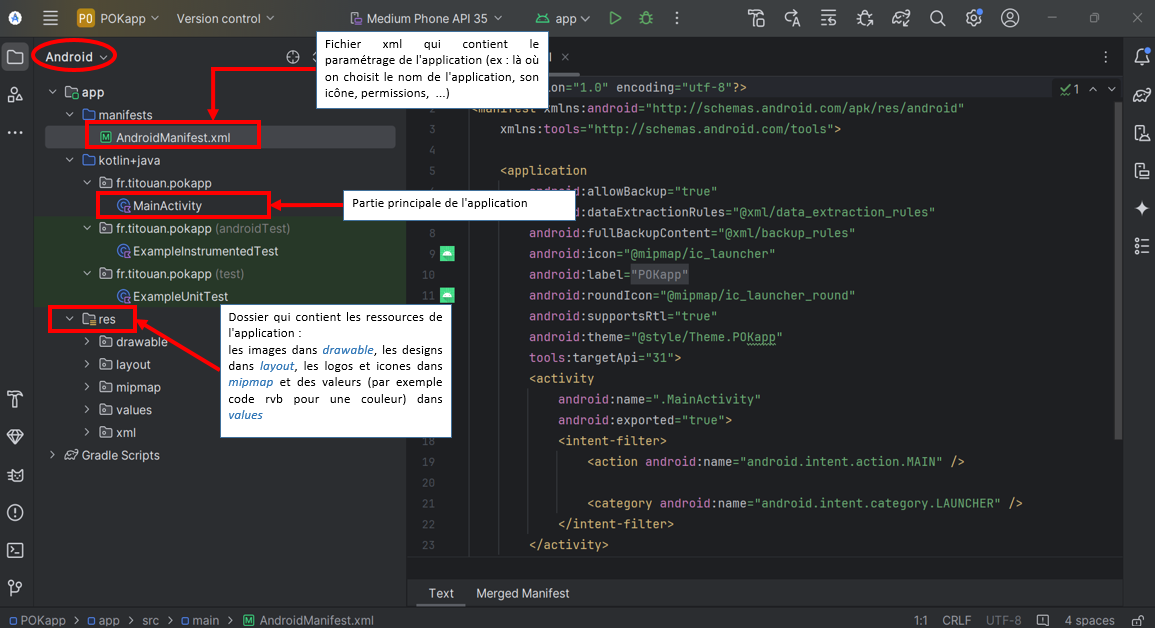 PO POKapp Version control Medium Phone API 35 app
Android
Fichier xml qui contient le
paramétrage de l'application (ex : là où
on choisit le nom de l'application, son
icône, permissions, ...)
app
manifests
AndroidManifest.xml
kotlin+java
fr.titouan.pokapp
MainActivity
Partie principale de l'application
fr.titouan.pokapp (androidTest)
ExampleInstrumentedTest
fr.titouan.pokapp (test)
ExampleUnitTest
res
drawable
layout
mipmap
values
xml
Gradle Scripts
Dossier qui contient les ressources de
l'application :
les images dans drawable, les designs
dans layout, les logos et icones dans
mipmap et des valeurs (par exemple
code rvb pour une couleur) dans
values
1
="1.0" encoding="utf-8"?>
xmlns:android="http://schemas.android.com/apk/res/android"
3 xmlns:tools="http://schemas.android.com/tools">
4
5 <application
:allowBackup="true"
:dataExtractionRules="@xml/data_extraction_rules"
8 android:fullBackupContent="@xml/backup_rules"
9 android:icon="@mipmap/ic_launcher"
10 android:label="POKapp"
11 android:roundIcon="@mipmap/ic_launcher_round"
android:supportsRtl="true"
android:theme="@style/Theme.POKapp"
tools:targetApi="31">
<activity
android:name=".MainActivity"
android:exported="true">
18 <intent-filter>
19 <action android:name="android.intent.action.MAIN" />
20
21 <category android:name="android.intent.category.LAUNCHER" />
22 </intent-filter>
23 </activity>
Text Merged Manifest
POKapp > app > src > main > AndroidManifest.xml 1:1 CRLF UTF-8 4 spaces